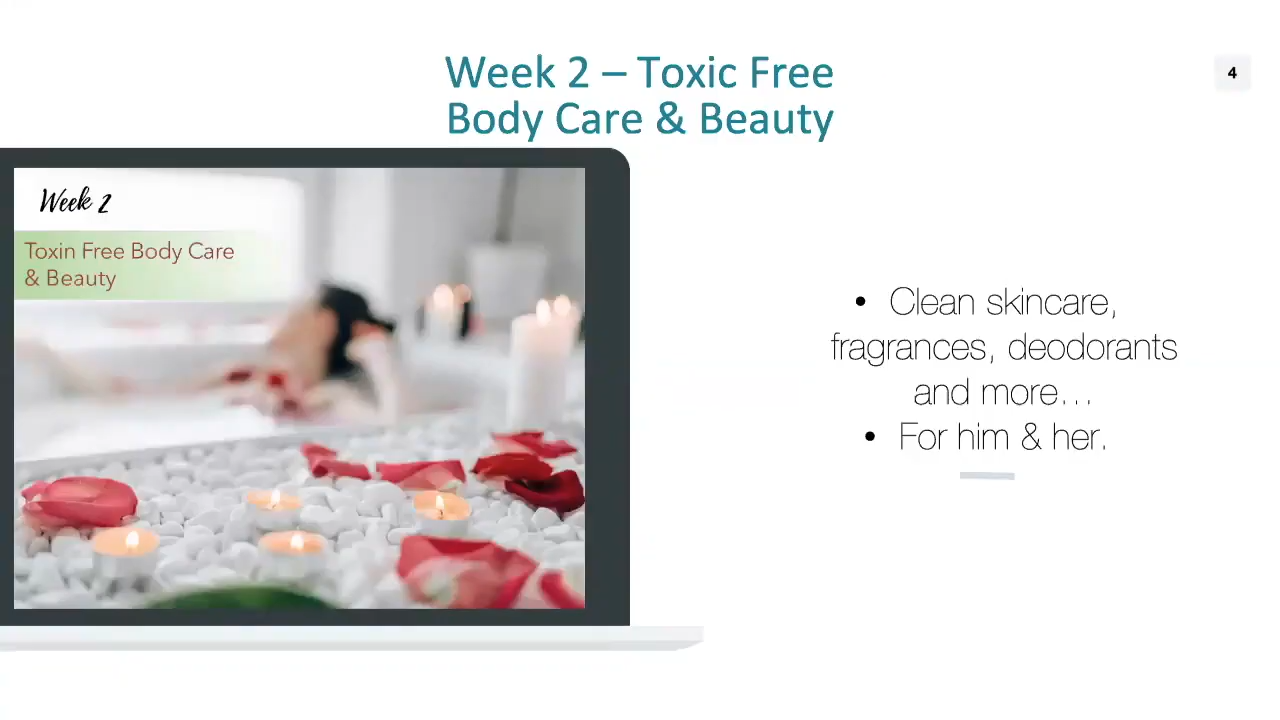 Week 2 – Toxic Free
Body Care & Beauty
4
Week 2
Toxin Free Body Care
& Beauty
• Clean skincare,
fragrances, deodorants
and more...
• For him & her.